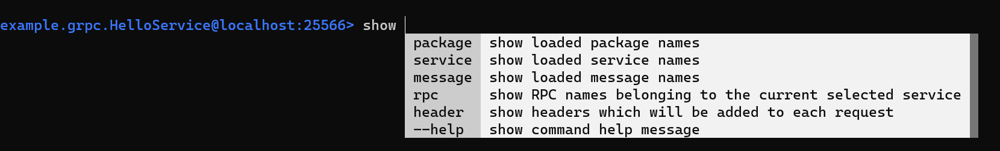 example.grpc.HelloService@localhost:25566> show
package show loaded package names
service show loaded service names
message show loaded message names
rpc show RPC names belonging to the current selected service
header show headers which will be added to each request
--help show command help message